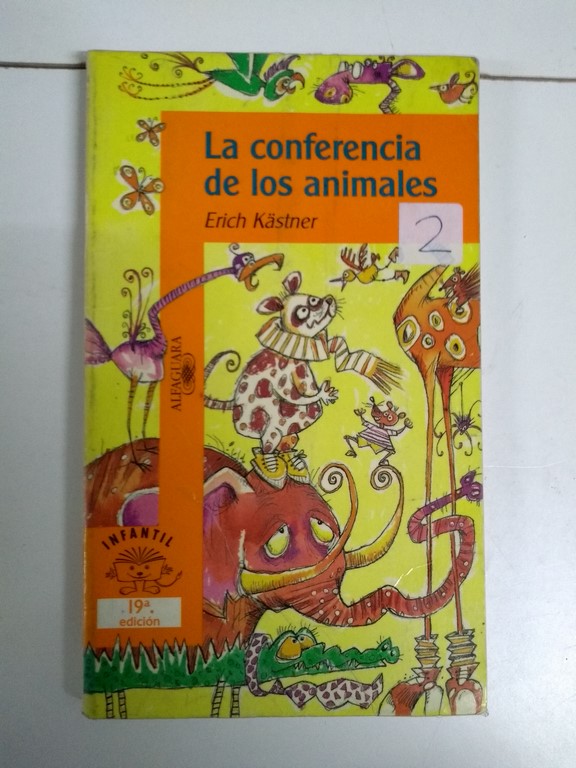 La conferencia
de los animales
Erich Kästner
2
ALFAGUARA
INFANTIL
19ª.
edición